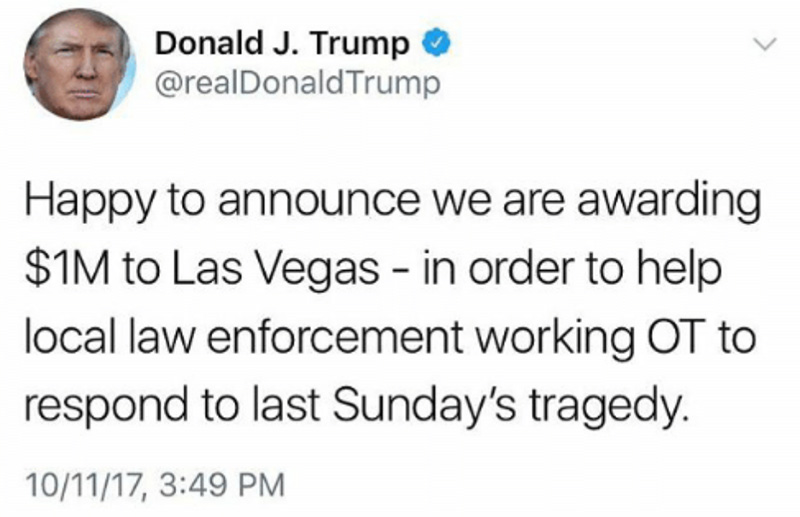 Donald J. Trump
@realDonaldTrump
Happy to announce we are awarding
$1M to Las Vegas - in order to help
local law enforcement working OT to
respond to last Sunday's tragedy.
10/11/17, 3:49 PM